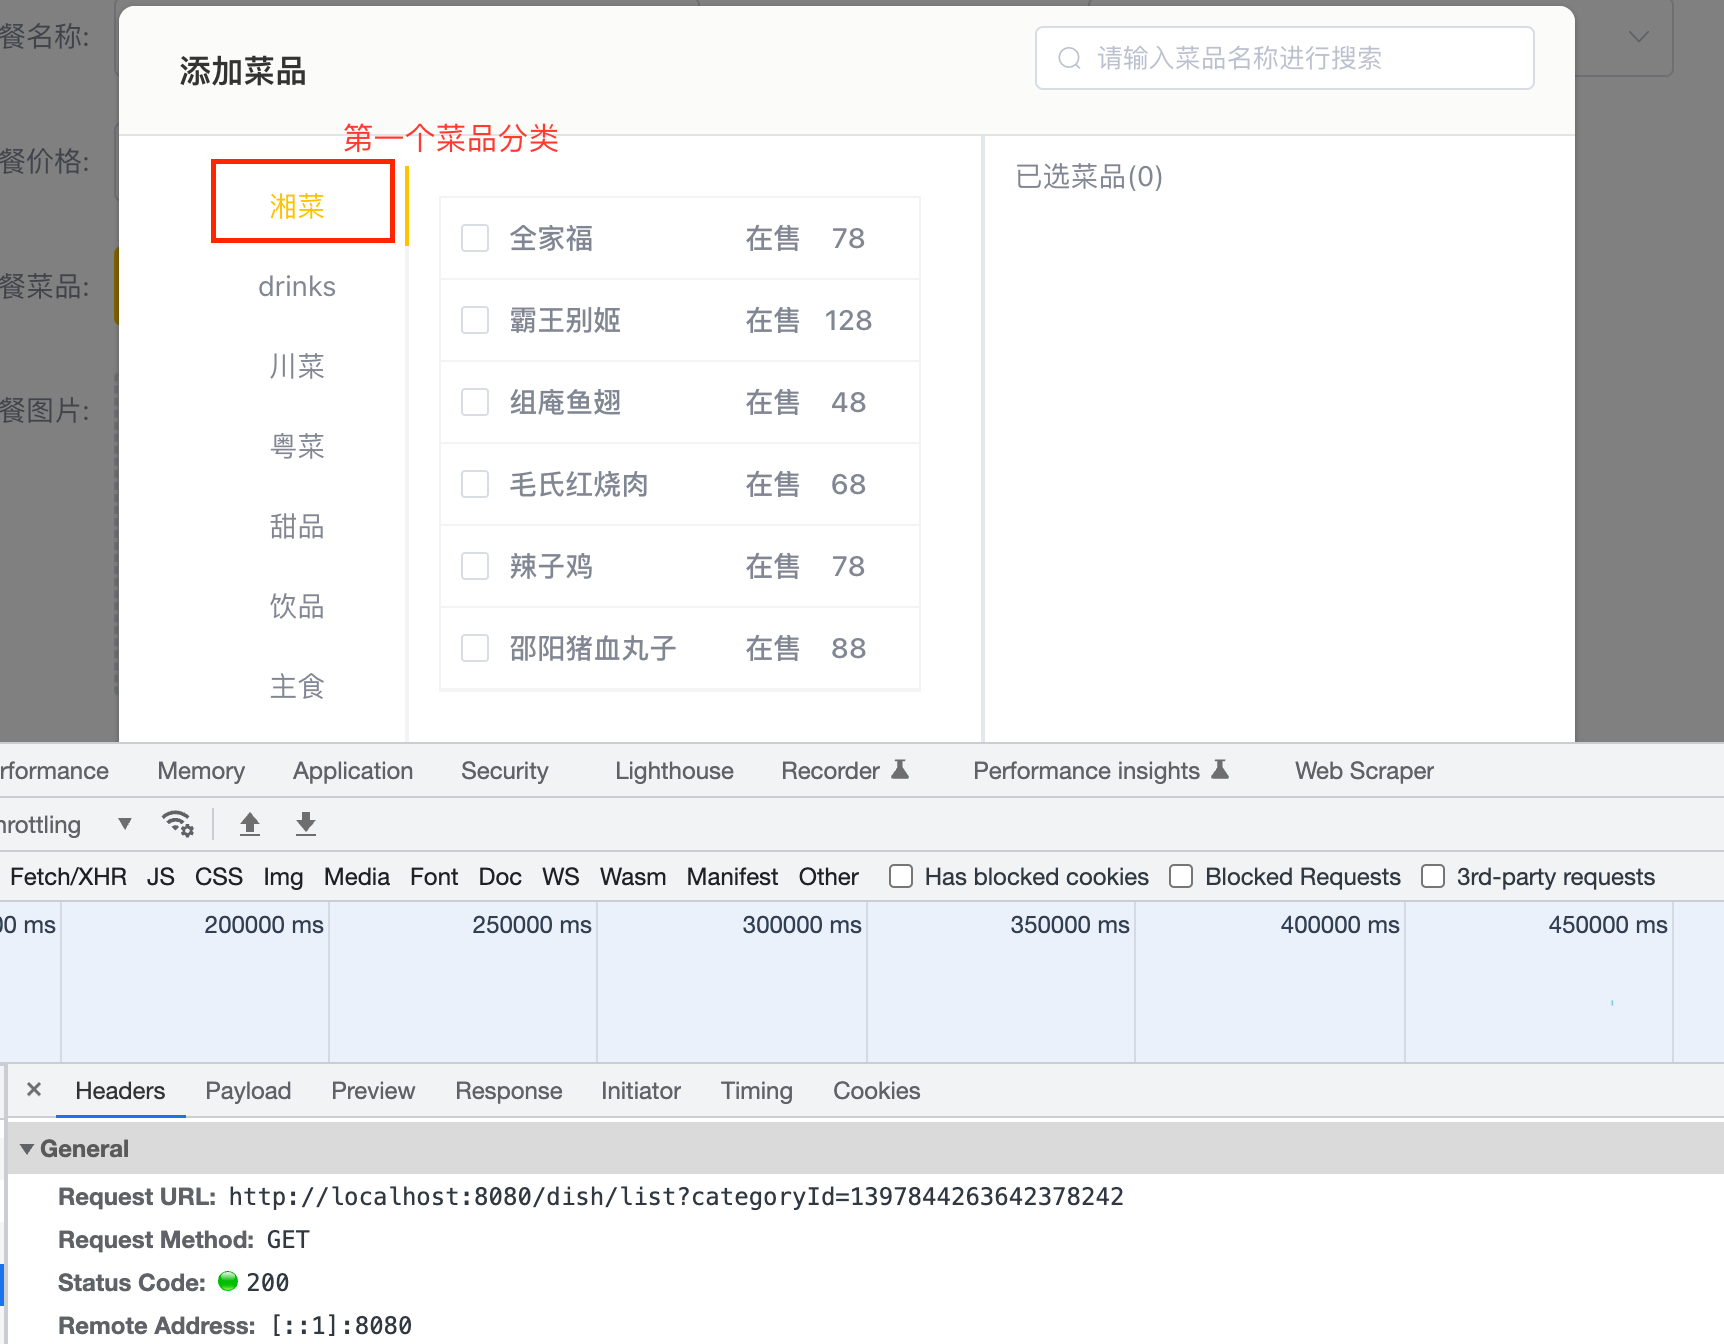 餐名称:
添加菜品
请输入菜品名称进行搜索
第一个菜品分类
餐价格:
湘菜
已选菜品(0)
全家福 在售 78
餐菜品:
drinks
霸王别姬 在售 128
川菜
组庵鱼翅 在售 48
餐图片:
粤菜
毛氏红烧肉 在售 68
甜品
辣子鸡 在售 78
饮品
邵阳猪血丸子 在售 88
主食
rformance Memory Application Security Lighthouse Recorder Performance insights Web Scraper
hrottling
Fetch/XHR JS CSS Img Media Font Doc WS Wasm Manifest Other Has blocked cookies Blocked Requests 3rd-party requests
00 ms 200000 ms 250000 ms 300000 ms 350000 ms 400000 ms 450000 ms
× Headers Payload Preview Response Initiator Timing Cookies
General
Request URL: http://localhost:8080/dish/list?categoryId=1397844263642378242
Request Method: GET
Status Code: 200
Remote Address: [::1]:8080